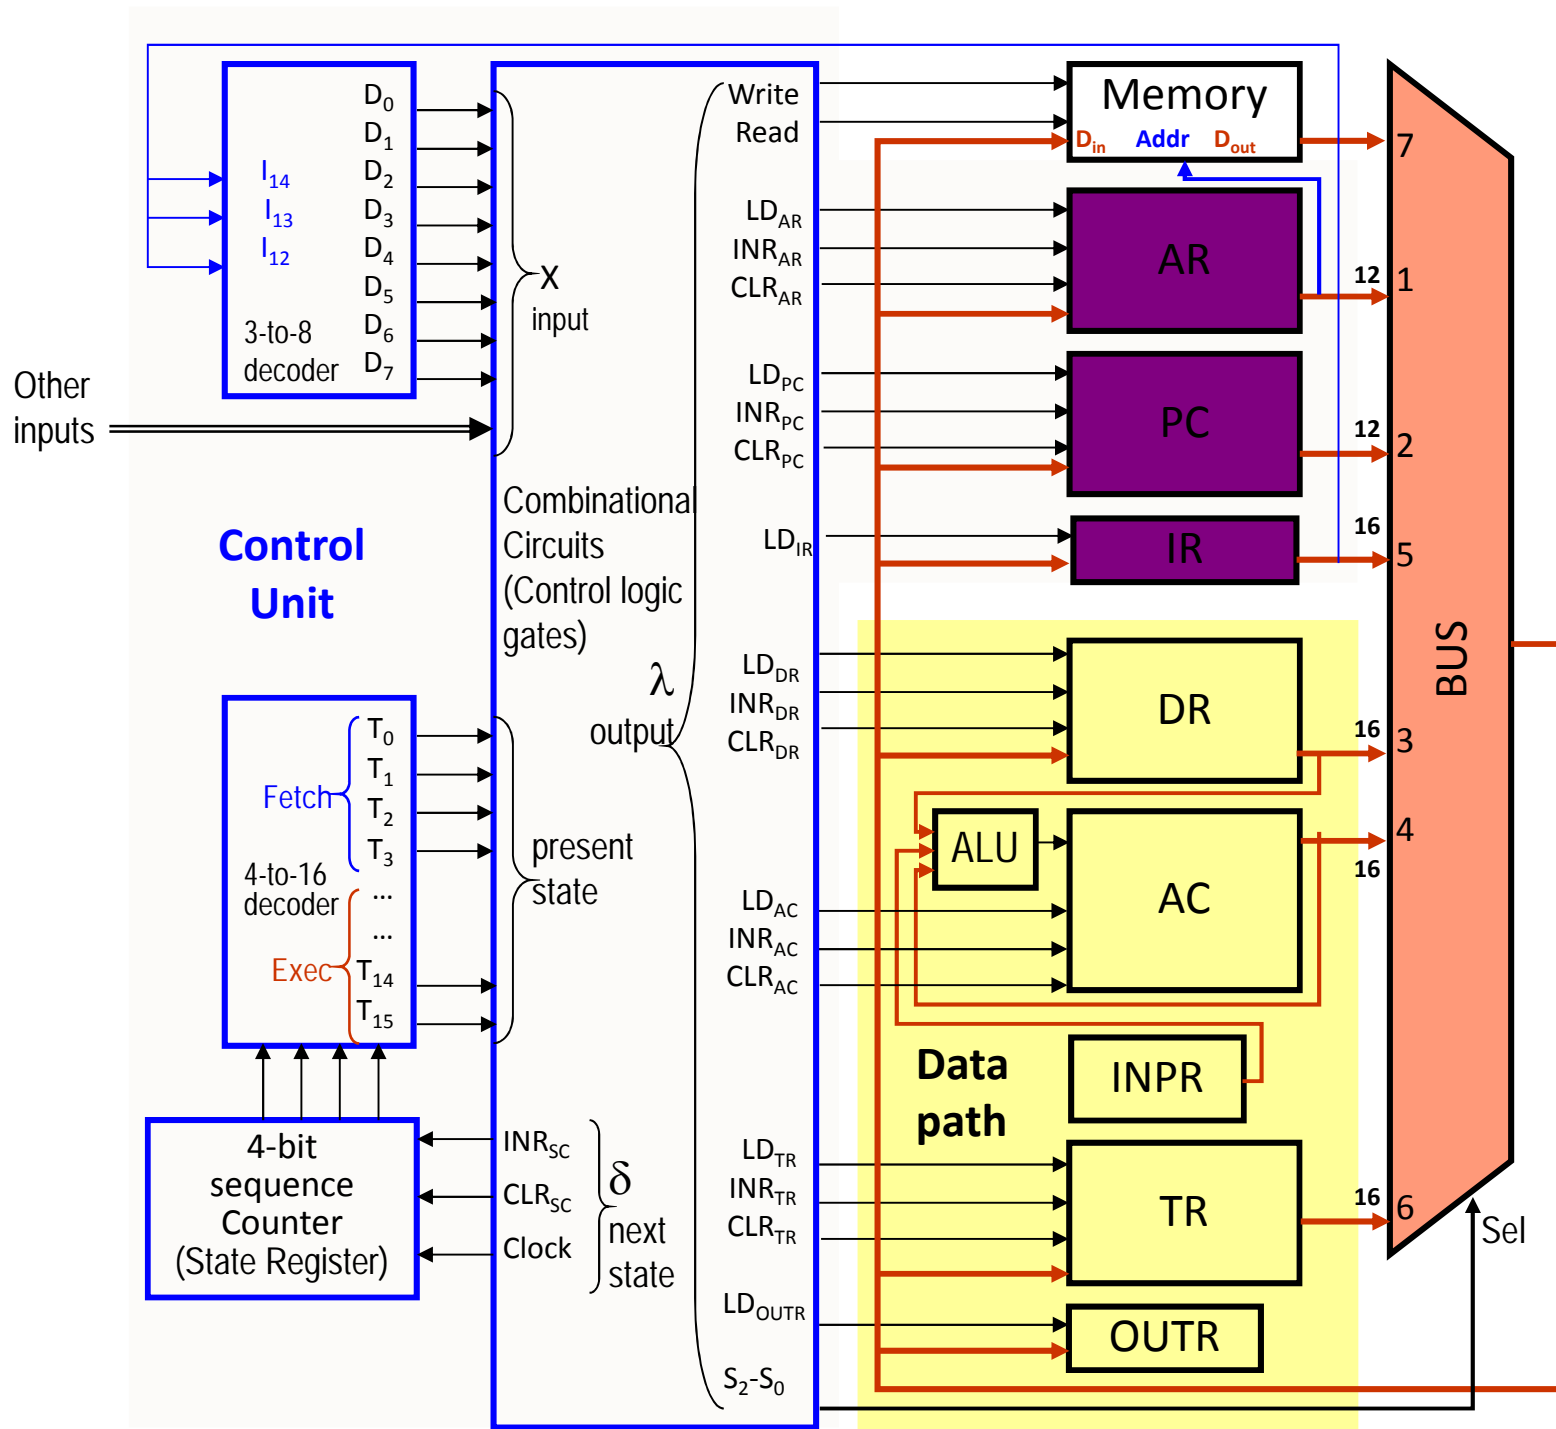 D0
D1
D2
D3
D4
D5
D6
D7
I14
I13
I12
3-to-8
decoder
Other
inputs
X
input
Control
Unit
Combinational
Circuits
(Control logic
gates)
λ
output
T0
T1
T2
T3
...
...
T14
T15
Fetch
4-to-16
decoder
Exec
present
state
4-bit
sequence
Counter
(State Register)
INRSC
CLRSC
Clock
δ
next
state
Write
Read
LDAR
INRAR
CLRAR
LDPC
INRPC
CLRPC
LDIR
LDDR
INRDR
CLRDR
LDAC
INRAC
CLRAC
LDTR
INRTR
CLRTR
LDOUTR
S2-S0
Memory
Din Addr Dout
AR
PC
IR
DR
ALU
AC
INPR
Data
path
TR
OUTR
7
12 1
12 2
16 5
16 3
4
16
16 6
BUS
Sel